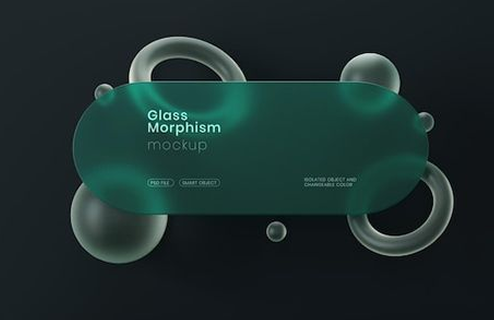 Glass
Morphism
mockup
PSD FILE SMART OBJECT
ISOLATED OBJECT AND
CHANGEABLE COLOR